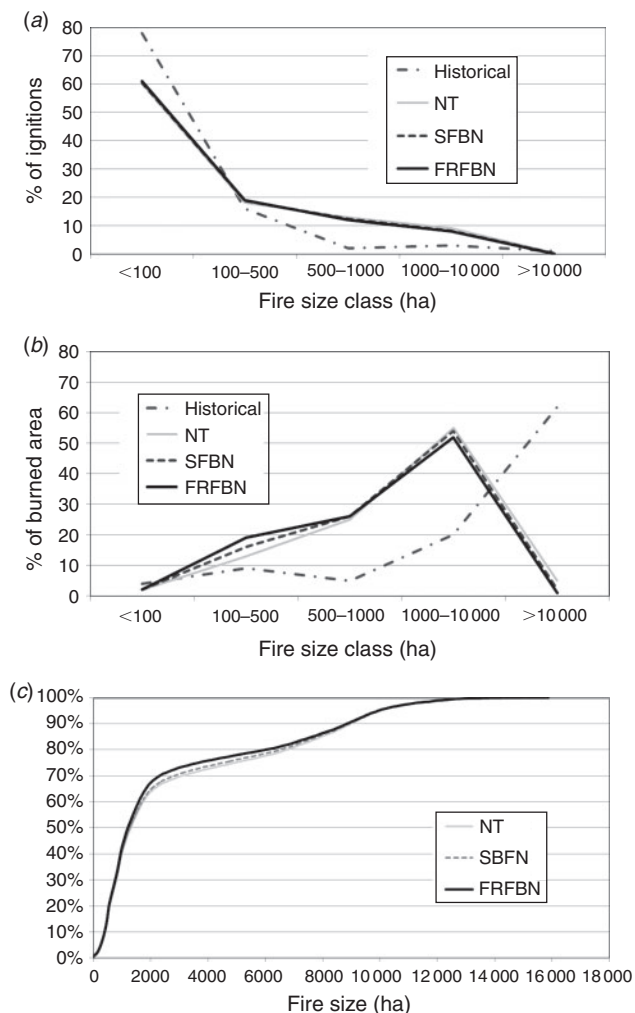 (a)
80
70
60
50
40
30
20
10
0
% of ignitions
Historical
NT
SFBN
FRFBN
<100 100–500 500–1000 1000–10 000 >10 000
Fire size class (ha)
(b)
80
70
60
50
40
30
20
10
0
% of burned area
Historical
NT
SFBN
FRFBN
<100 100–500 500–1000 1000–10 000 >10 000
Fire size class (ha)
(c)
100%
90%
80%
70%
60%
50%
40%
30%
20%
10%
0%
NT
SBFN
FRFBN
0 2000 4000 6000 8000 10 000 12 000 14 000 16 000 18 000
Fire size (ha)